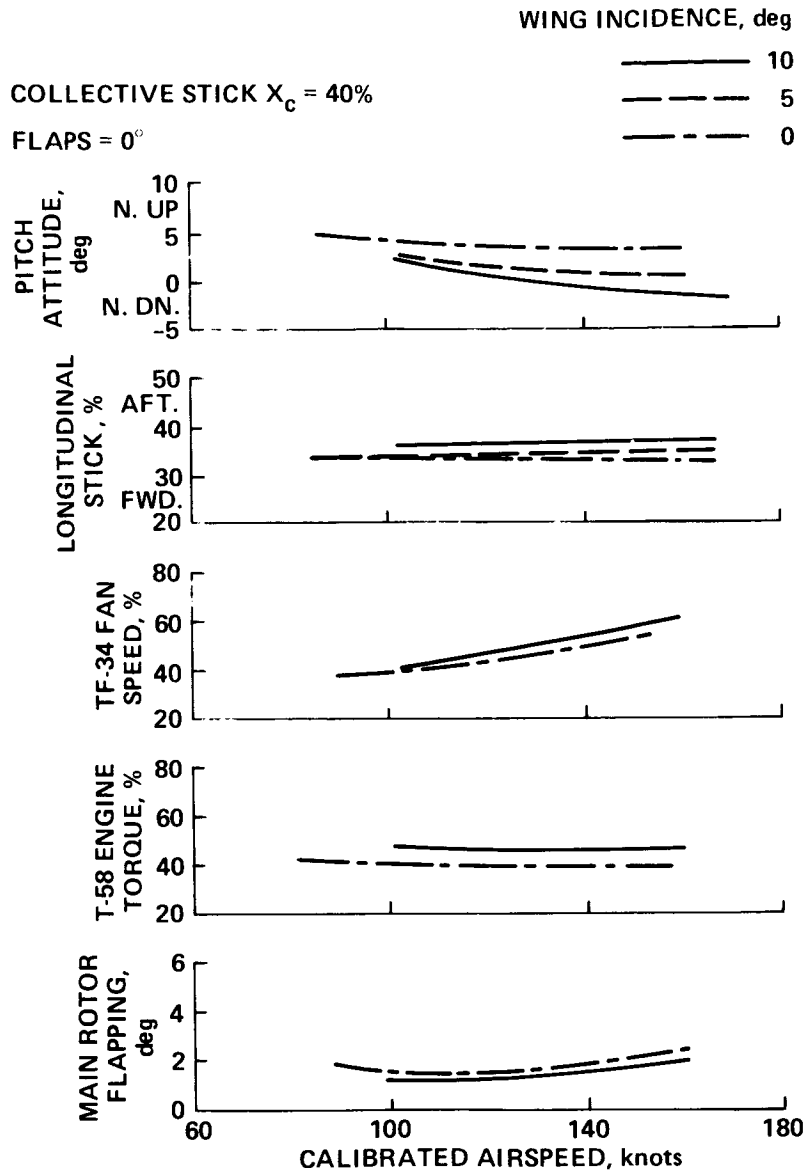 WING INCIDENCE, deg
10
5
0
COLLECTIVE STICK Xc = 40%
FLAPS = 0°
PITCH ATTITUDE, deg
10
N. UP
5
0
N. DN.
-5
LONGITUDINAL STICK, %
50
AFT.
40
30
FWD.
20
TF-34 FAN SPEED, %
80
60
40
20
T-58 ENGINE TORQUE, %
80
60
40
20
MAIN ROTOR FLAPPING, deg
6
4
2
0
60
100
140
180
CALIBRATED AIRSPEED, knots